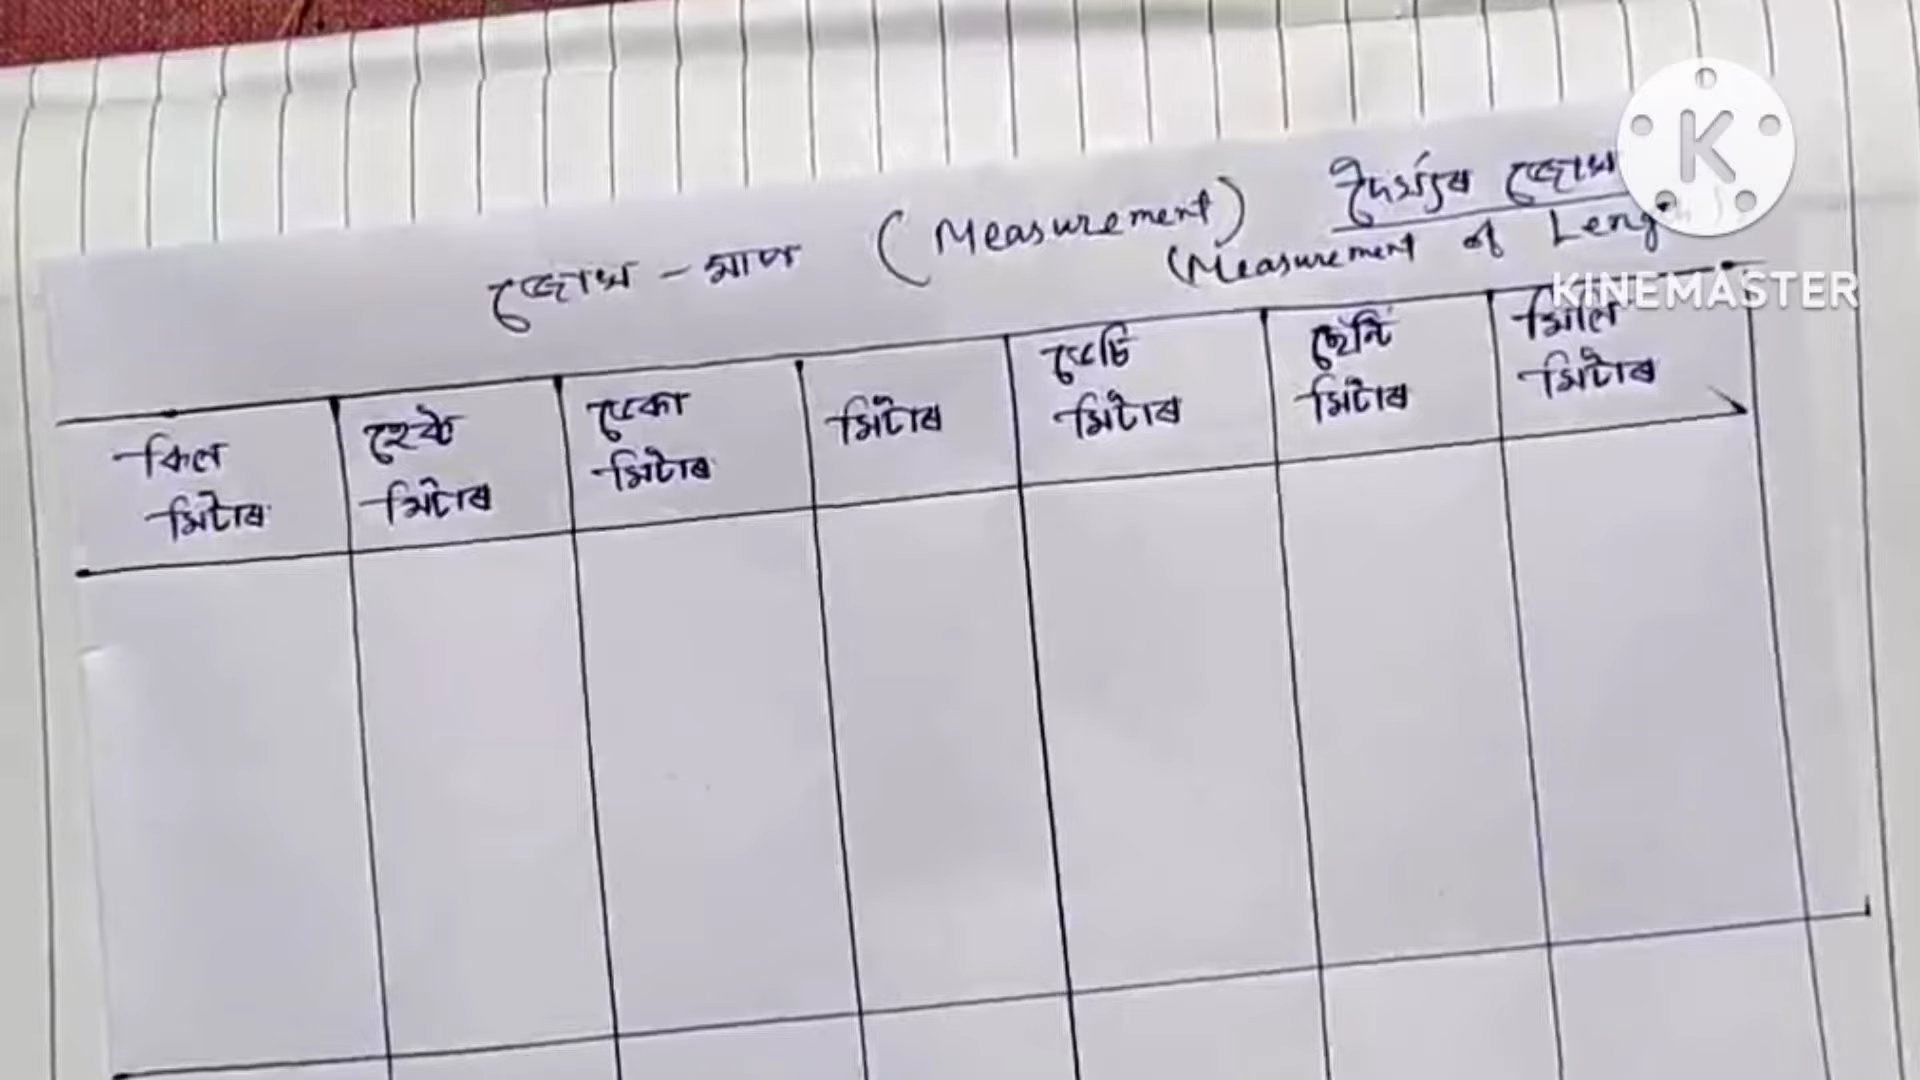 জোখ - মাপ (Measurement)
দৈৰ্ঘ্যৰ জোখ
(Measurement of Leng
কিল মিটাৰ
হেক্টো মিটাৰ
ডেকা মিটাৰ
মিটাৰ
ডেচি মিটাৰ
ছেন্টি মিটাৰ
মিলি মিটাৰ
K
KINEMASTER